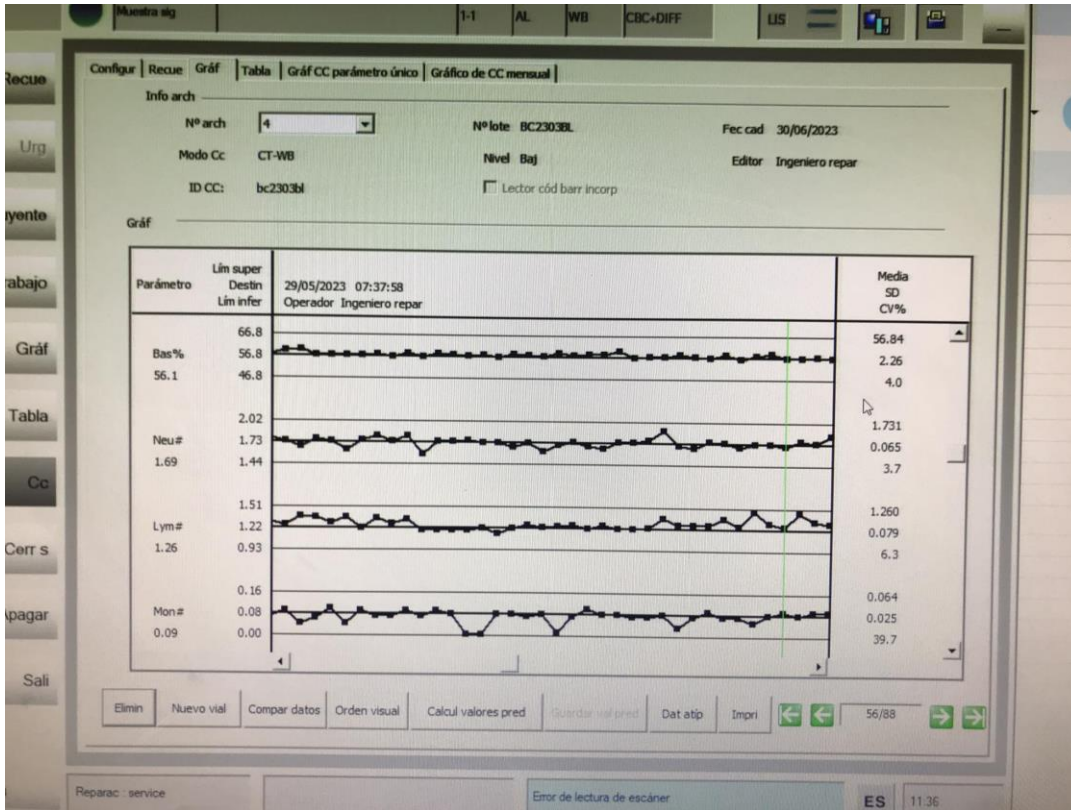 Muestra sig 1-1 AL WB CBC+DIFF LIS
Recue
Urg
Gráf
Tabla
Cc
Cerr s
Sali
Configur Recue Gráf Tabla Gráf CC parámetro único Gráfico de CC mensual
Info arch
Nº arch 4 Nº lote BC2303BL Fec cad 30/06/2023
Modo Cc CT-WB Nivel Baj Editor Ingeniero repar
ID CC: bc2303bl Lector cód barr incorp
Gráf
Parámetro
Lím super
Destin
Lím infer
29/05/2023 07:37:58
Operador Ingeniero repar
Media
SD
CV%
66.8 56.84
Bas% 56.8 2.26
56.1 46.8 4.0
2.02 1.731
Neu# 1.73 0.065
1.69 1.44 3.7
1.51 1.260
Lym# 1.22 0.079
1.26 0.93 6.3
0.16 0.064
Mon# 0.08 0.025
0.09 0.00 39.7
Elimin Nuevo vial Compar datos Orden visual Calcul valores pred Guardar val pred Dat atíp Impri 56/88
Reparac : service Error de lectura de escáner ES 11:36